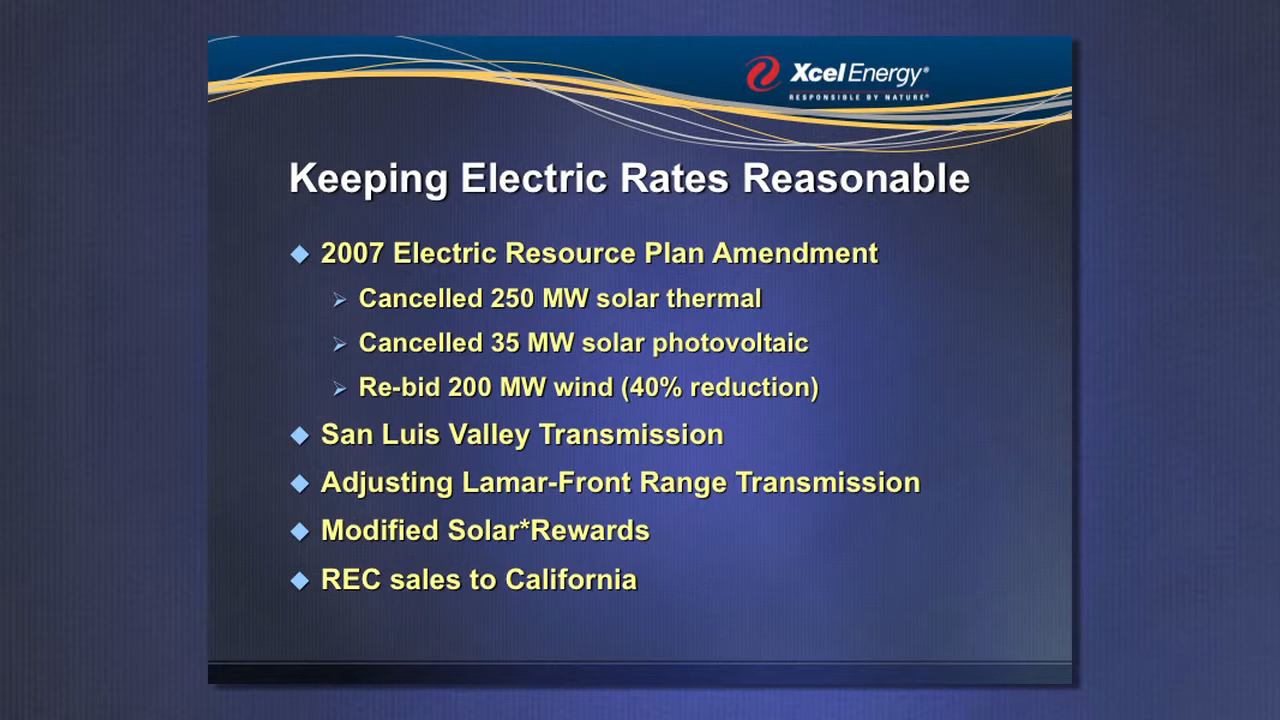 Xcel Energy®
RESPONSIBLE BY NATURE®
Keeping Electric Rates Reasonable
2007 Electric Resource Plan Amendment
Cancelled 250 MW solar thermal
Cancelled 35 MW solar photovoltaic
Re-bid 200 MW wind (40% reduction)
San Luis Valley Transmission
Adjusting Lamar-Front Range Transmission
Modified Solar*Rewards
REC sales to California